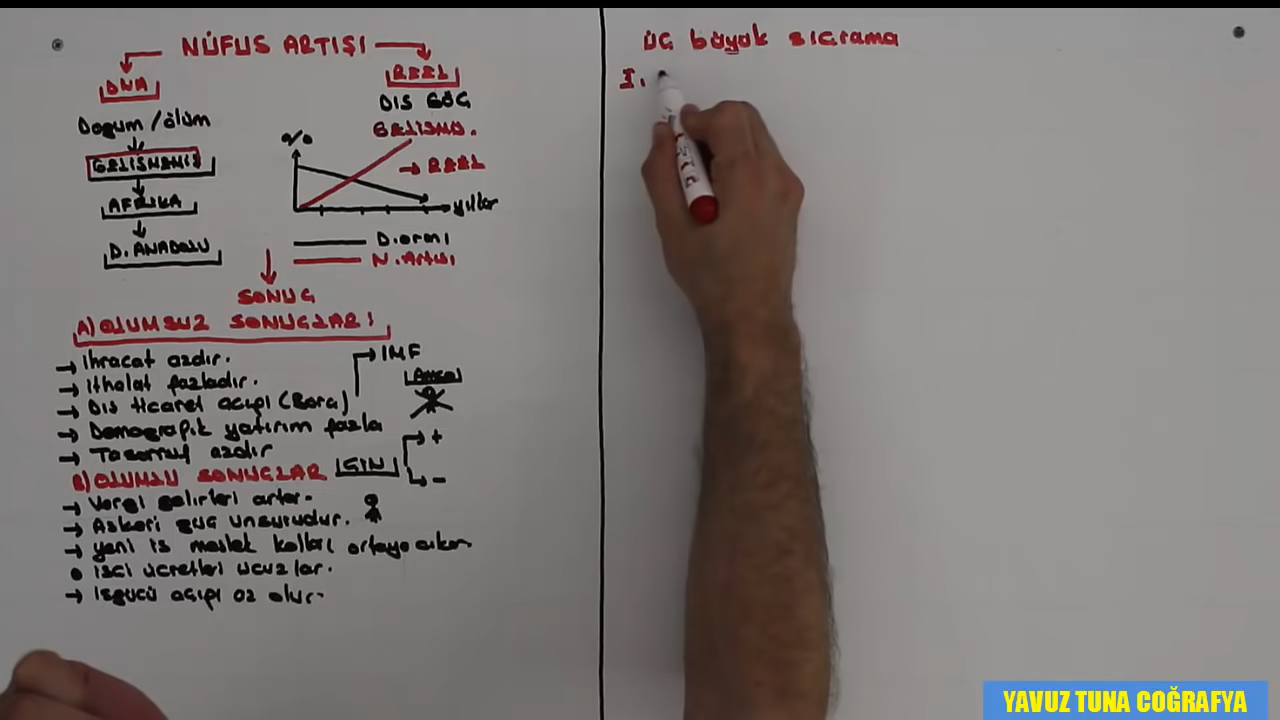 NÜFUS ARTIŞI
DNA
Doğum / ölüm
GELİŞMEMİŞ
AFRİKA
D. ANADOLU
REEL
DIŞ GÖÇ
GELİŞMİŞ.
%
→ REEL
yıllar
D.oranı
N. Artışı
SONUÇ
A) OLUMSUZ SONUÇLARI
→ İhracat azdır.
→ İthalat fazladır.
→ Dış ticaret açığı (Borç)
→ IMF
→ Demografik yatırım fazla
→ Tasarruf azdır
B) OLUMLU SONUÇLAR
ÇİN
+
-
→ Vergi gelirleri artar.
→ Askeri güç unsurudur.
→ yeni iş meslek kolları ortaya çıkar.
• işçi ücretleri ucuzlar.
→ İşgücü açığı az olur.
ÜÇ büyük sıçrama
I.
YAVUZ TUNA COĞRAFYA